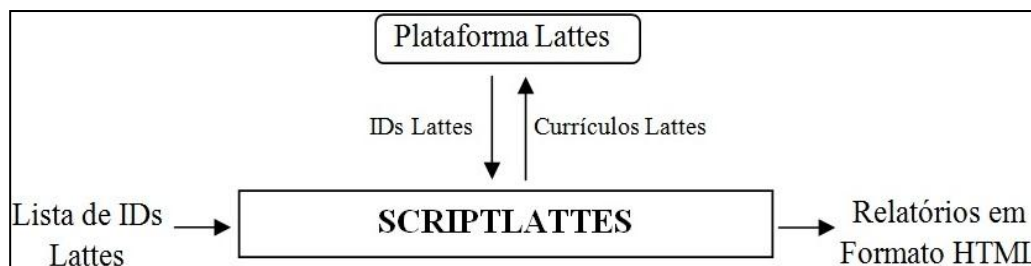 Plataforma Lattes
IDs Lattes
Currículos Lattes
Lista de IDs
Lattes
SCRIPTLATTES
Relatórios em
Formato HTML